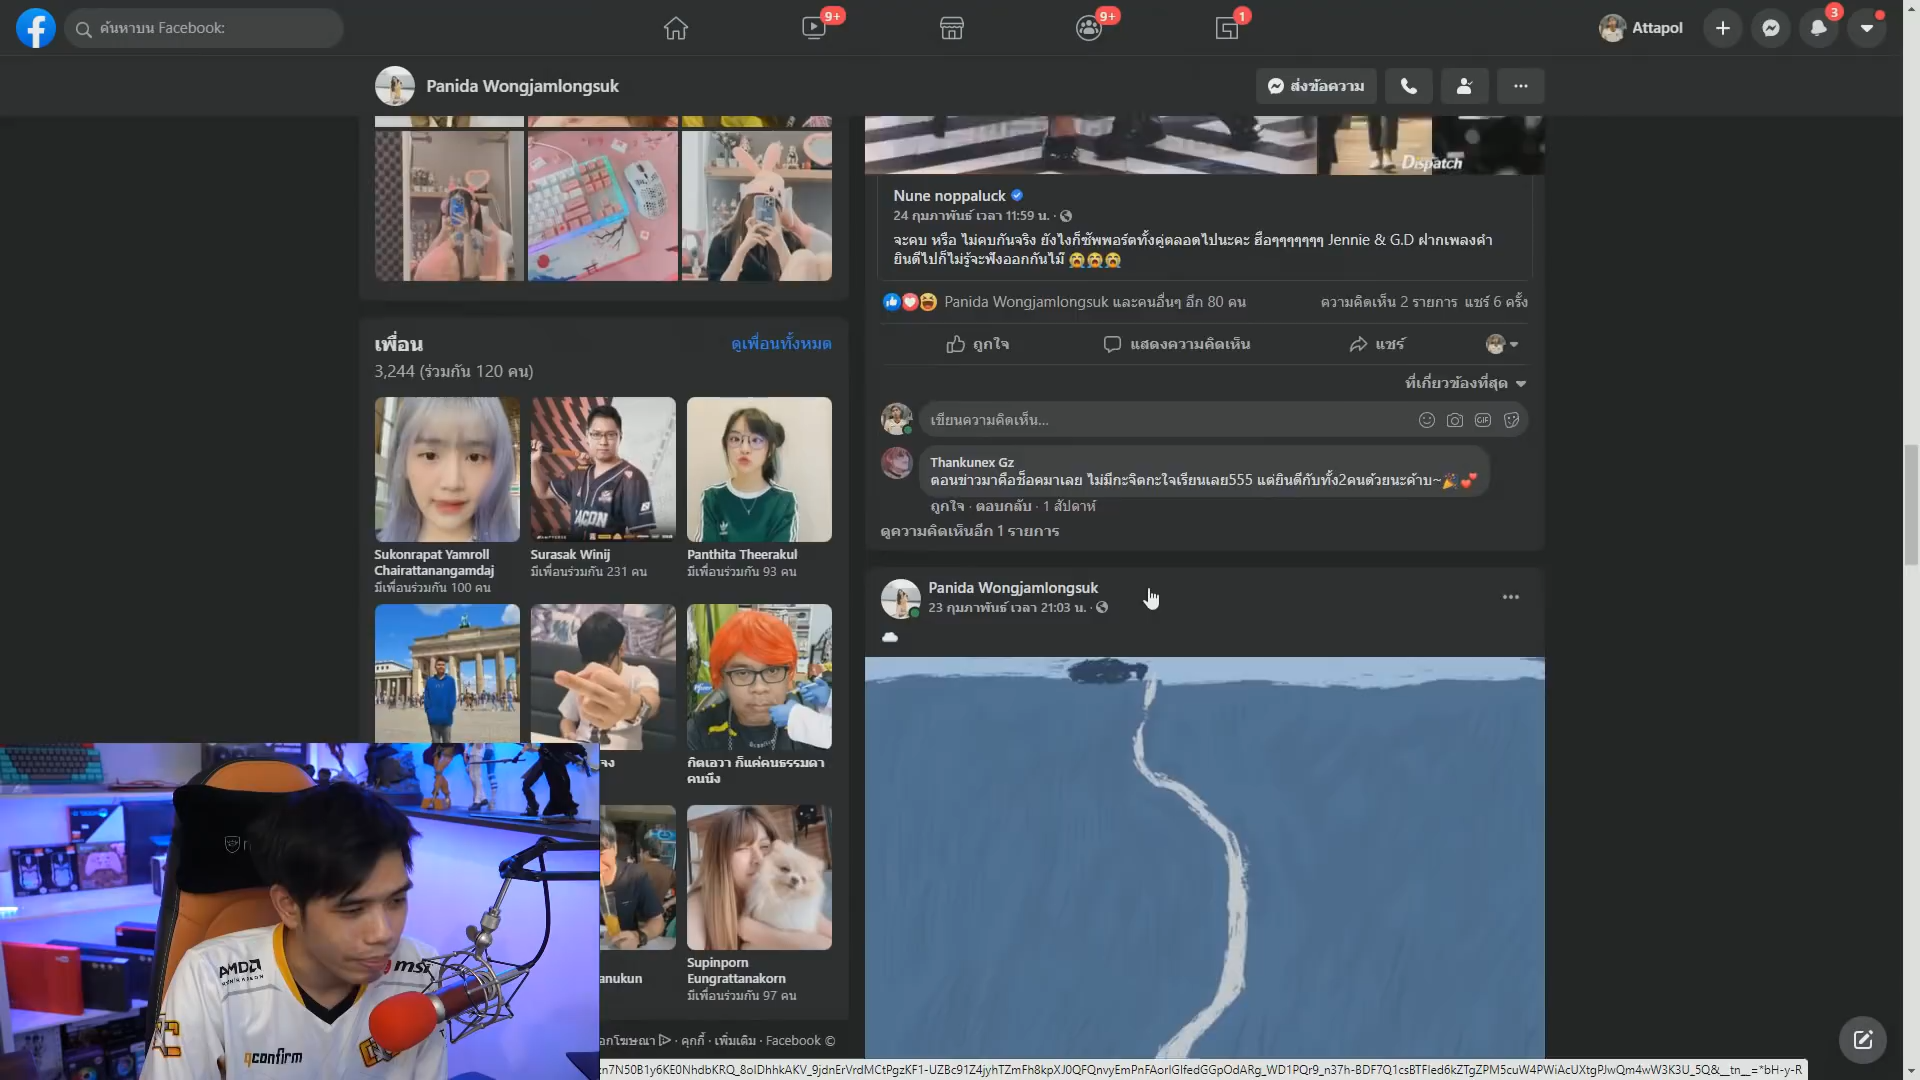 ค้นหาบน Facebook:
9+
9+
1
Attapol
3
Panida Wongjamlongsuk
ส่งข้อความ
Dispatch
Nune noppaluck
24 กุมภาพันธ์ เวลา 11:59 น. ·
จะคบ หรือ ไม่คบกันจริง ยังไงก็ซัพพอร์ตทั้งคู่ตลอดไปนะคะ ฮือๆๆๆๆๆๆๆ Jennie & G.D ฝากเพลงคำ
ยินดีไปก็ไม่รู้จะฟังออกกันไม๊ 😭😭😭
Panida Wongjamlongsuk และคนอื่นๆ อีก 80 คน
ความคิดเห็น 2 รายการ แชร์ 6 ครั้ง
ถูกใจ
แสดงความคิดเห็น
แชร์
ที่เกี่ยวข้องที่สุด
เขียนความคิดเห็น...
GIF
Thankunex Gz
ตอนข่าวมาคือช็อคมาเลย ไม่มีกะจิตกะใจเรียนเลย555 แต่ยินดีกับทั้ง2คนด้วยนะค้าบ~🎉💕
ถูกใจ · ตอบกลับ · 1 สัปดาห์
ดูความคิดเห็นอีก 1 รายการ
Panida Wongjamlongsuk
23 กุมภาพันธ์ เวลา 21:03 น. ·
☁
เพื่อน
ดูเพื่อนทั้งหมด
3,244 (ร่วมกัน 120 คน)
Sukonrapat Yamroll
Chairattanangamdaj
มีเพื่อนร่วมกัน 100 คน
Surasak Winij
มีเพื่อนร่วมกัน 231 คน
Panthita Theerakul
มีเพื่อนร่วมกัน 93 คน
กิตเอวา ก็แค่คนธรรมดา
คนนึง
anukun
Supinporn
Eungrattanakorn
มีเพื่อนร่วมกัน 97 คน
· คุกกี้ · เพิ่มเติม · Facebook ©
AMDA
msi
qconfirm